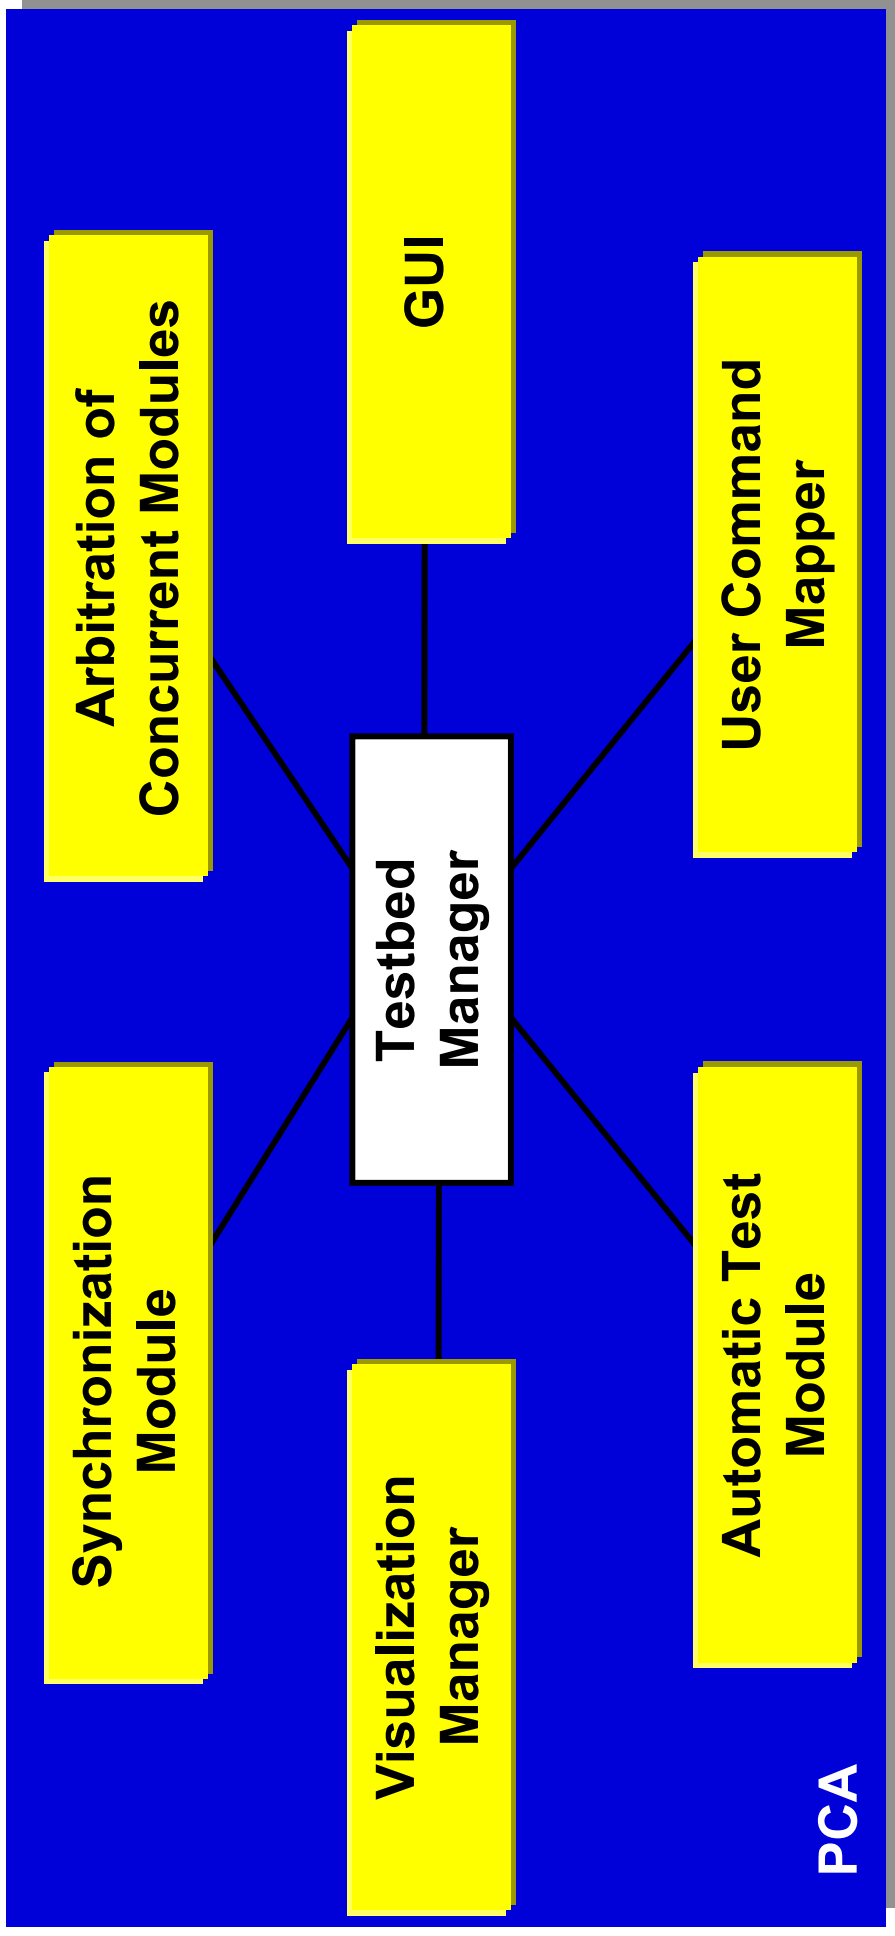 Synchronization
Module
Arbitration of
Concurrent Modules
Visualization
Manager
Testbed
Manager
GUI
Automatic Test
Module
User Command
Mapper
PCA